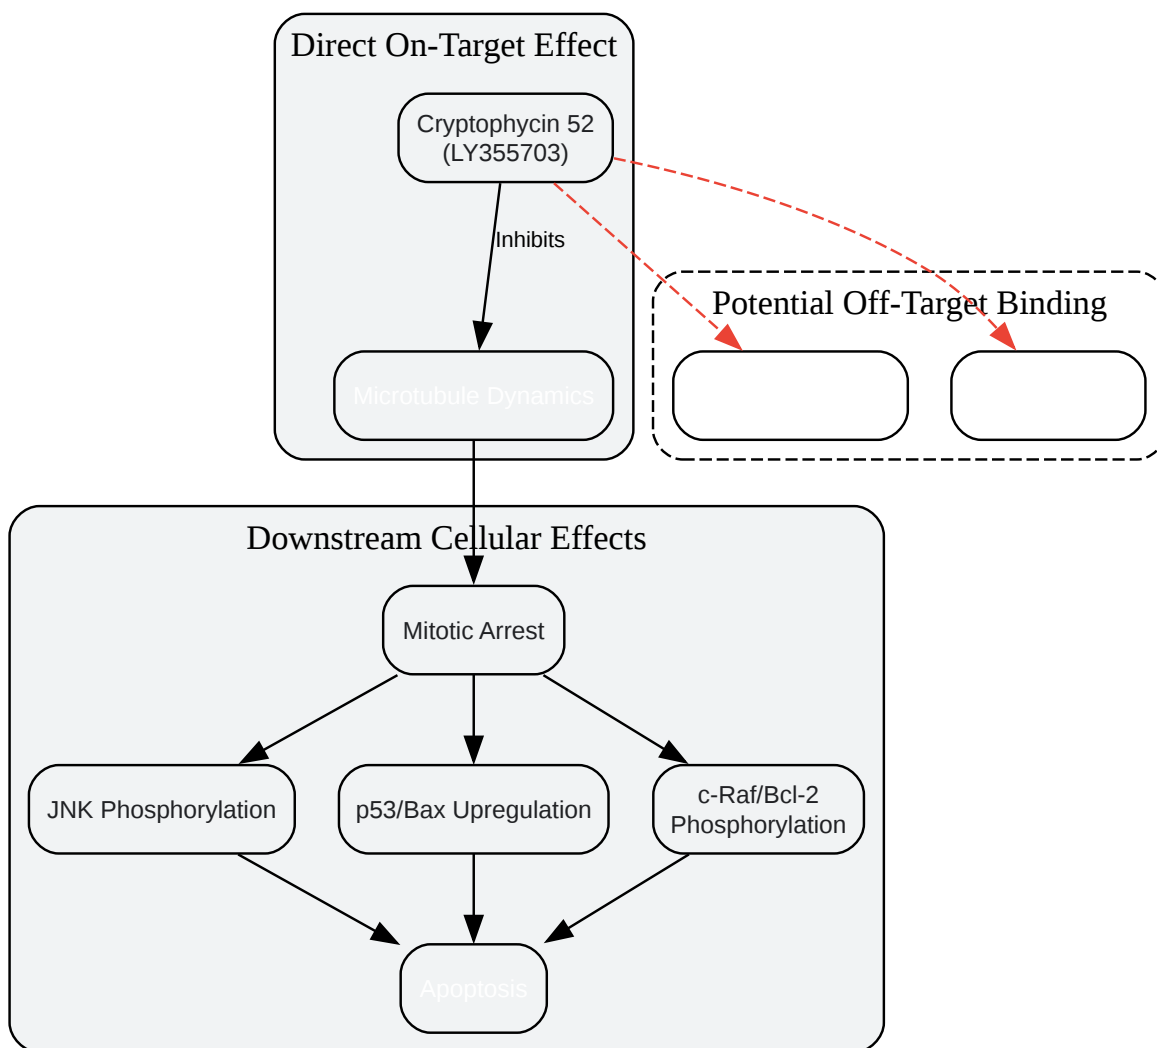 Direct On-Target Effect
Cryptophycin 52
(LY355703)
Inhibits
Potential Off-Target Binding
Microtubule Dynamics
Downstream Cellular Effects
Mitotic Arrest
JNK Phosphorylation
p53/Bax Upregulation
c-Raf/Bcl-2
Phosphorylation
Apoptosis